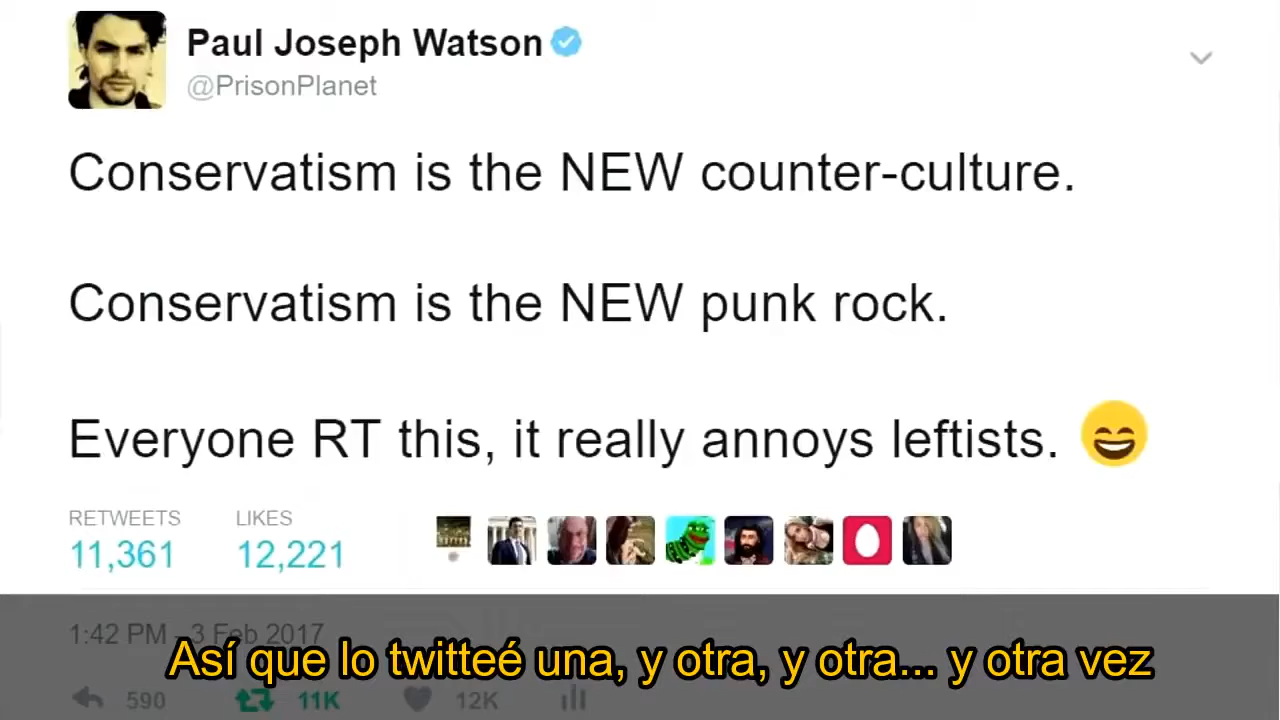 Paul Joseph Watson
@PrisonPlanet
Conservatism is the NEW counter-culture.
Conservatism is the NEW punk rock.
Everyone RT this, it really annoys leftists.
RETWEETS LIKES
11,361 12,221
1:42 PM - 3 Feb 2017
Así que lo twitteé una, y otra, y otra... y otra vez
590 11K 12K